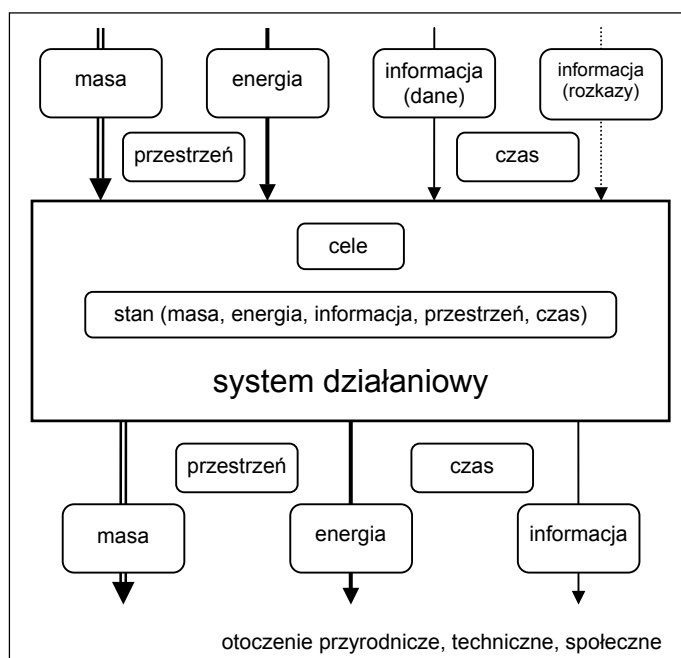 masa
energia
informacja
(dane)
informacja
(rozkazy)
przestrzeń
czas
cele
stan (masa, energia, informacja, przestrzeń, czas)
system działaniowy
przestrzeń
czas
masa
energia
informacja
otoczenie przyrodnicze, techniczne, społeczne